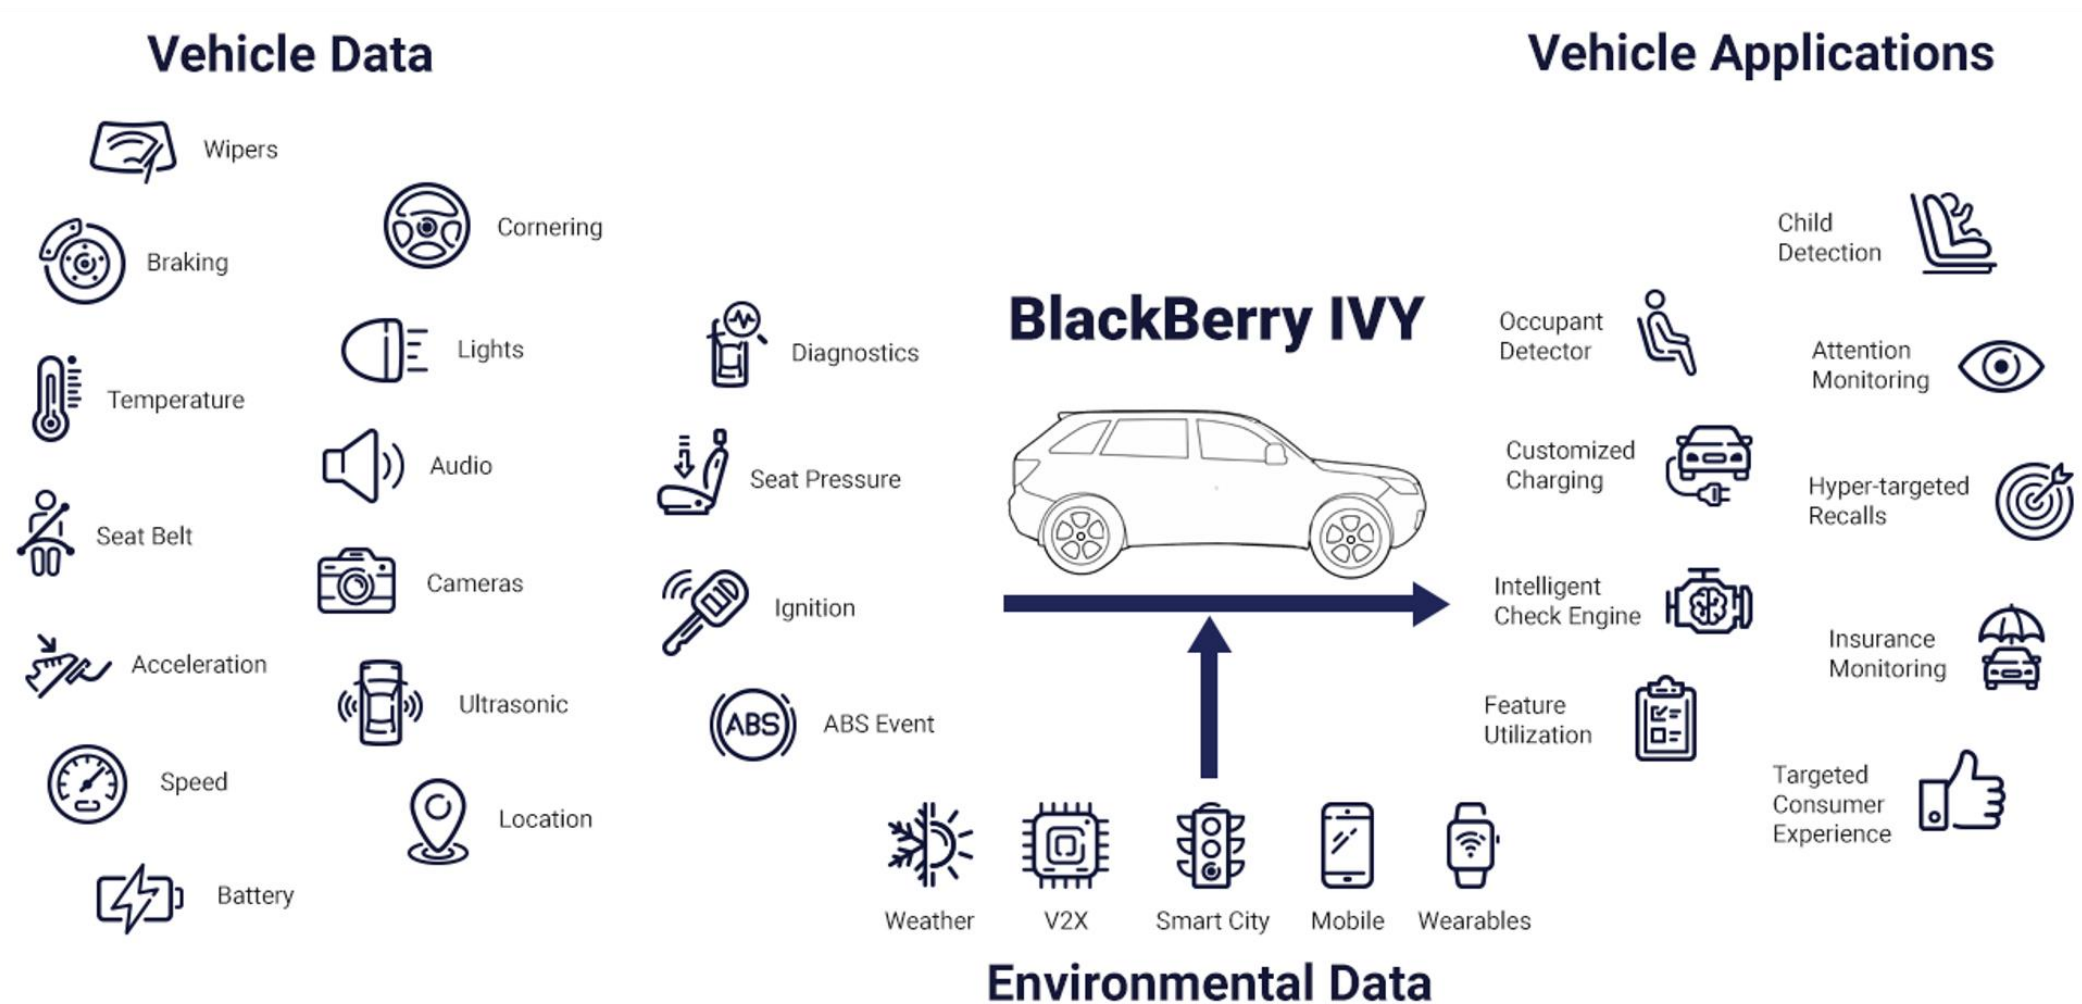 Vehicle Data
Wipers
Braking
Temperature
Seat Belt
Acceleration
Speed
Battery
Cornering
Lights
Audio
Cameras
Ultrasonic
Location
Diagnostics
Seat Pressure
Ignition
ABS
ABS Event
BlackBerry IVY
Weather
V2X
Smart City
Mobile
Wearables
Environmental Data
Vehicle Applications
Occupant
Detector
Customized
Charging
Intelligent
Check Engine
Feature
Utilization
Child
Detection
Attention
Monitoring
Hyper-targeted
Recalls
Insurance
Monitoring
Targeted
Consumer
Experience